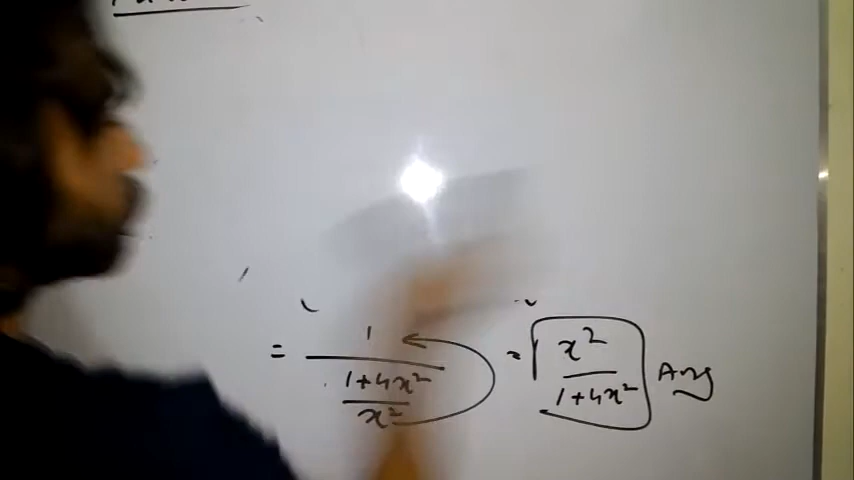 = 1/((1+4x²)/x²) = x²/(1+4x²) Ans